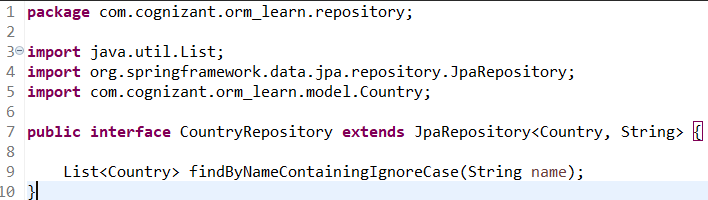 1 package com.cognizant.orm_learn.repository;
2
3 import java.util.List;
4 import org.springframework.data.jpa.repository.JpaRepository;
5 import com.cognizant.orm_learn.model.Country;
6
7 public interface CountryRepository extends JpaRepository<Country, String> {
8
9     List<Country> findByNameContainingIgnoreCase(String name);
10 }